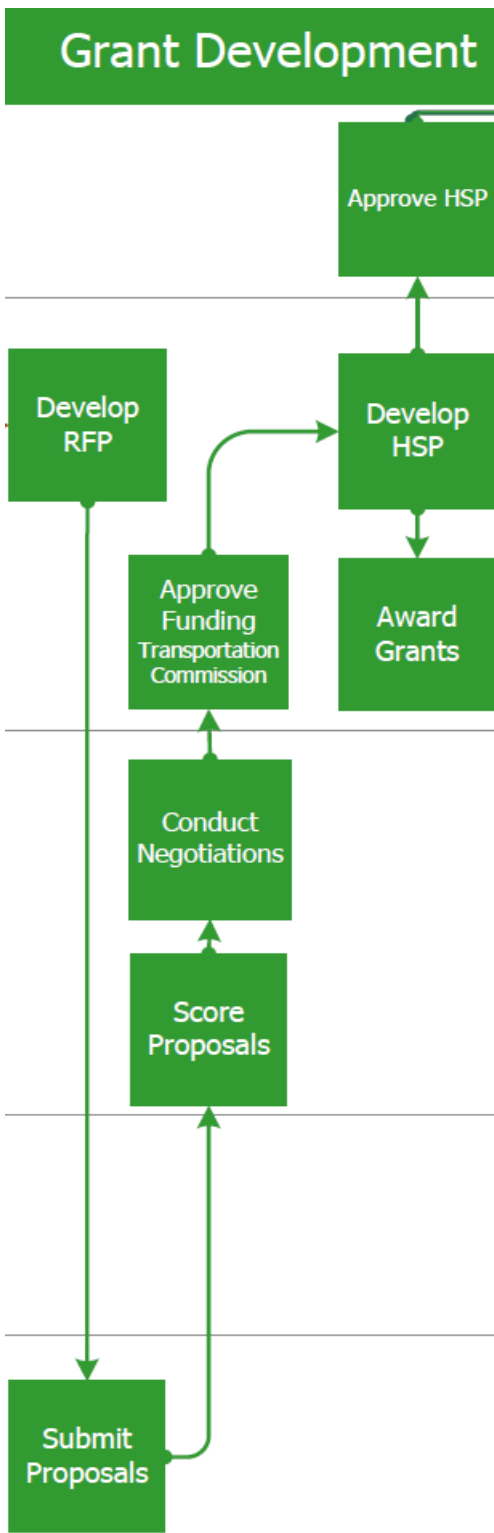 Grant Development
Approve HSP
Develop
RFP
Develop
HSP
Approve
Funding
Transportation
Commission
Award
Grants
Conduct
Negotiations
Score
Proposals
Submit
Proposals